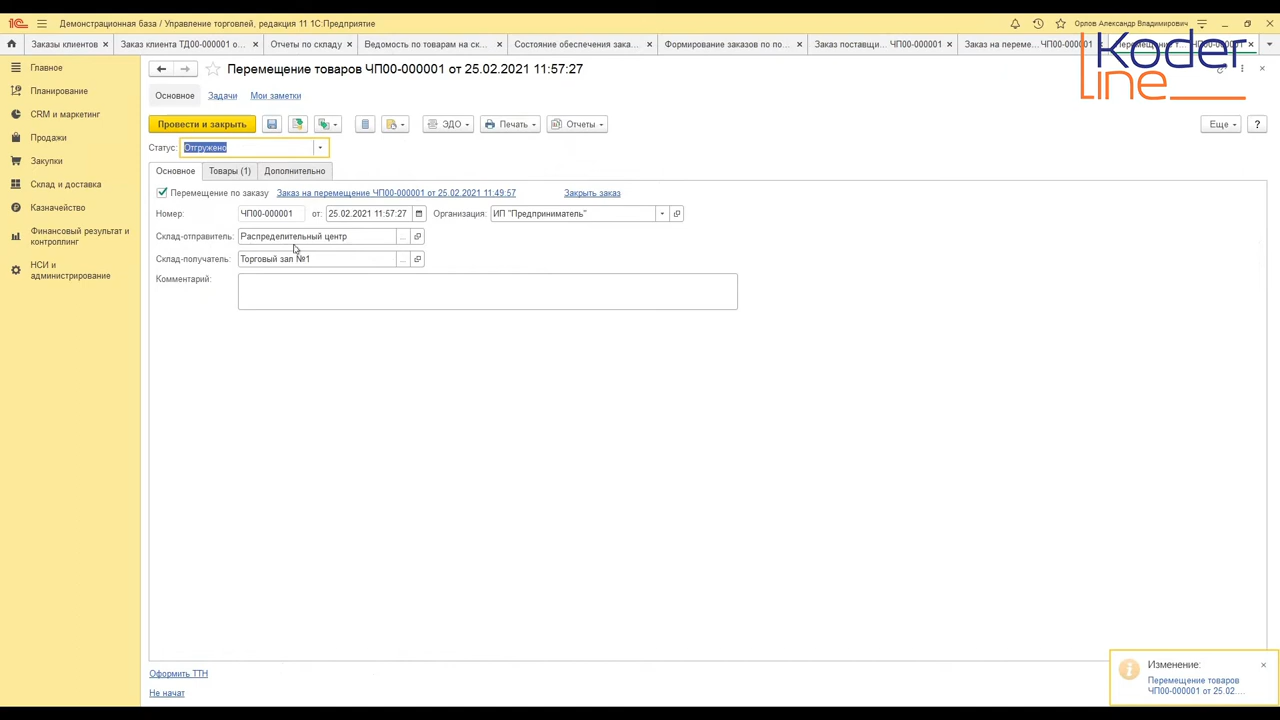 Демонстрационная база / Управление торговлей, редакция 11 1С:Предприятие
Орлов Александр Владимирович
Заказы клиентов
Заказ клиента ТД00-000001 о...
Отчеты по складу
Ведомость по товарам на ск...
Состояние обеспечения зака...
Формирование заказов по по...
Заказ поставщи... ЧП00-000001
Заказ на переме... ЧП00-000001
Koder
line
Главное
Планирование
CRM и маркетинг
Продажи
Закупки
Склад и доставка
Казначейство
Финансовый результат и
контроллинг
НСИ и
администрирование
Перемещение товаров ЧП00-000001 от 25.02.2021 11:57:27
Основное Задачи Мои заметки
Провести и закрыть ЭДО Печать Отчеты Еще ?
Статус: Отгружено
Основное Товары (1) Дополнительно
Перемещение по заказу Заказ на перемещение ЧП00-000001 от 25.02.2021 11:49:57 Закрыть заказ
Номер: ЧП00-000001 от: 25.02.2021 11:57:27 Организация: ИП "Предприниматель"
Склад-отправитель: Распределительный центр
Склад-получатель: Торговый зал №1
Комментарий:
Оформить ТТН
Не начат
Изменение:
Перемещение товаров
ЧП00-000001 от 25.02....